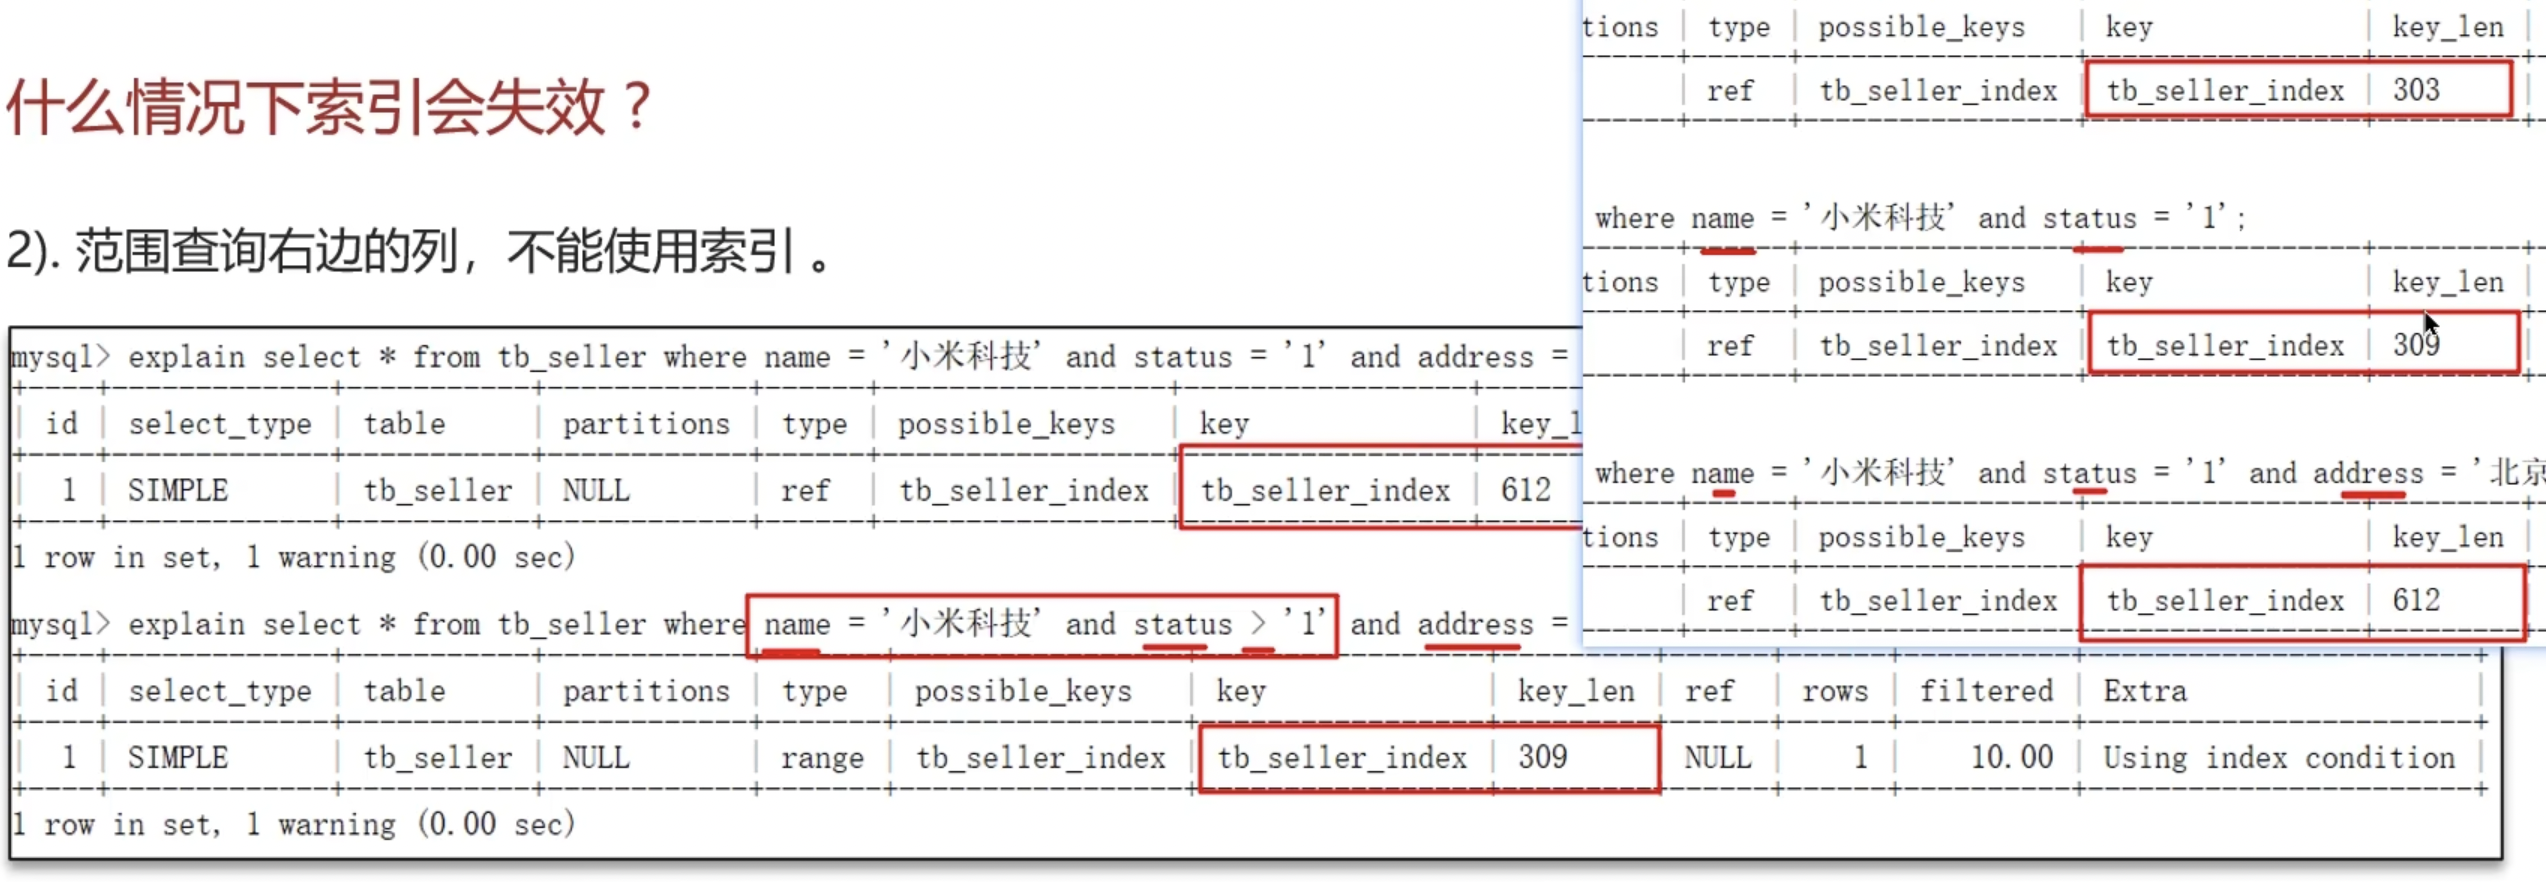 什么情况下索引会失效？
2). 范围查询右边的列，不能使用索引 。
mysql> explain select * from tb_seller where name = '小米科技' and status = '1' and address =
| id | select_type | table | partitions | type | possible_keys | key | key_l
| 1 | SIMPLE | tb_seller | NULL | ref | tb_seller_index | tb_seller_index | 612
1 row in set, 1 warning (0.00 sec)
mysql> explain select * from tb_seller where name = '小米科技' and status > '1' and address =
| id | select_type | table | partitions | type | possible_keys | key | key_len | ref | rows | filtered | Extra |
| 1 | SIMPLE | tb_seller | NULL | range | tb_seller_index | tb_seller_index | 309 | NULL | 1 | 10.00 | Using index condition |
1 row in set, 1 warning (0.00 sec)
tions | type | possible_keys | key | key_len |
| ref | tb_seller_index | tb_seller_index | 303 |
where name = '小米科技' and status = '1';
tions | type | possible_keys | key | key_len |
| ref | tb_seller_index | tb_seller_index | 309 |
where name = '小米科技' and status = '1' and address = '北京
tions | type | possible_keys | key | key_len |
| ref | tb_seller_index | tb_seller_index | 612 |